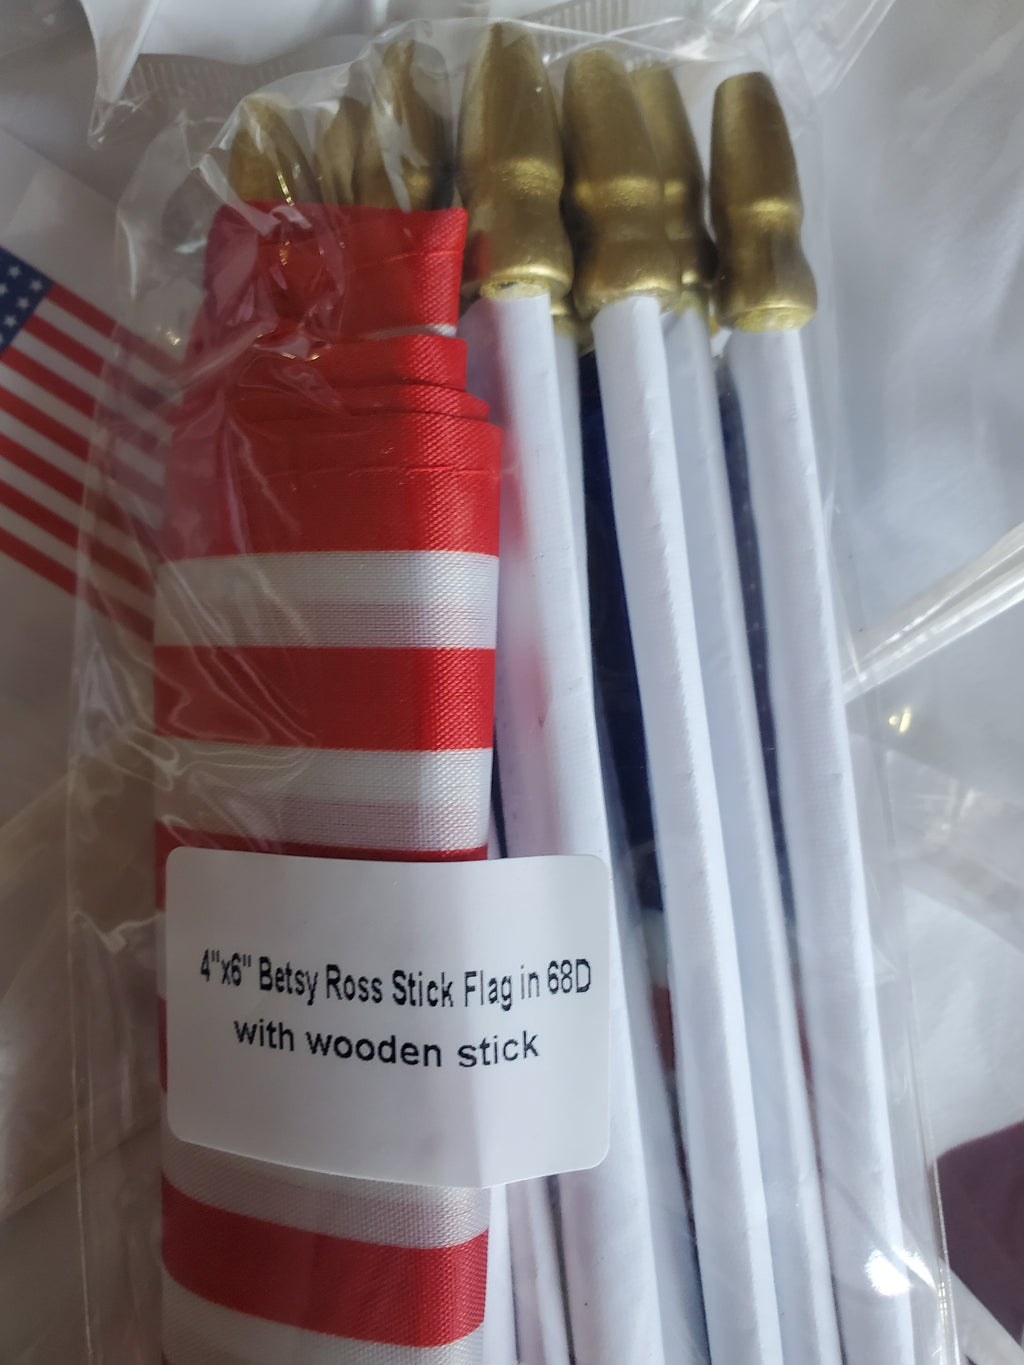 4"x6" Betsy Ross Stick Flag in 68D
with wooden stick